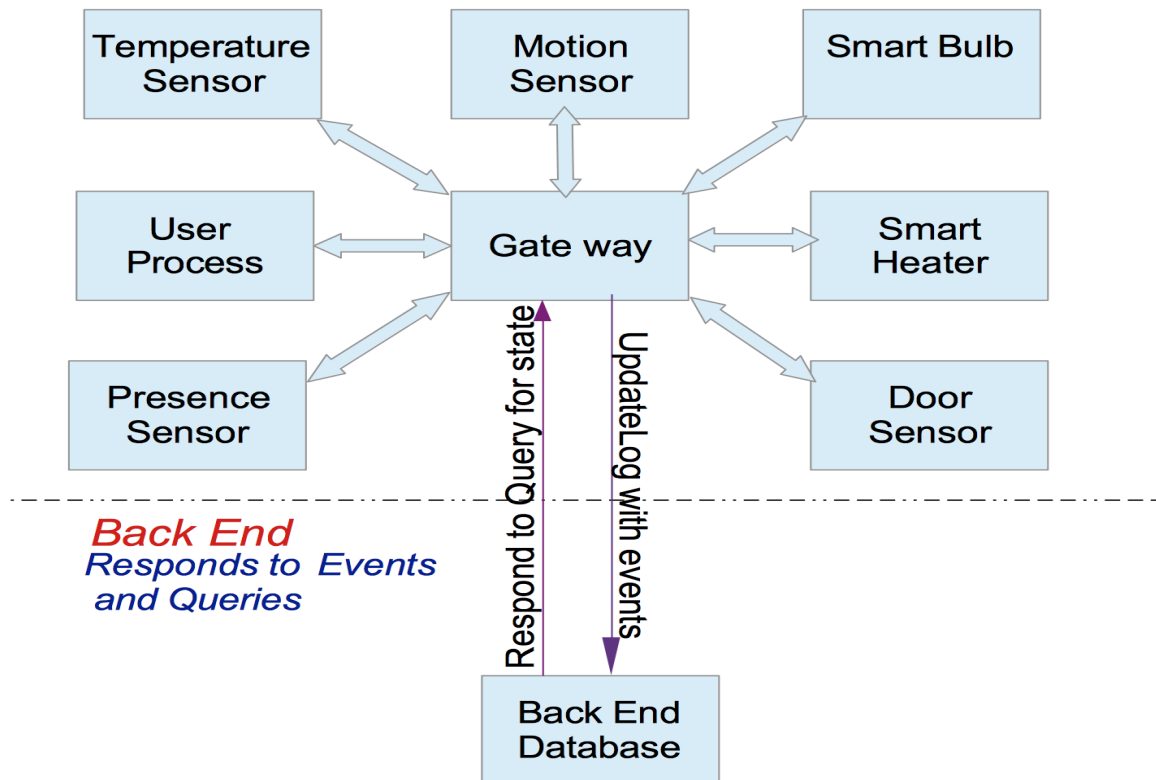 Temperature
Sensor
Motion
Sensor
Smart Bulb
User
Process
Gate way
Smart
Heater
Presence
Sensor
Door
Sensor
Respond to Query for state
UpdateLog with events
Back End
Responds to Events
and Queries
Back End
Database